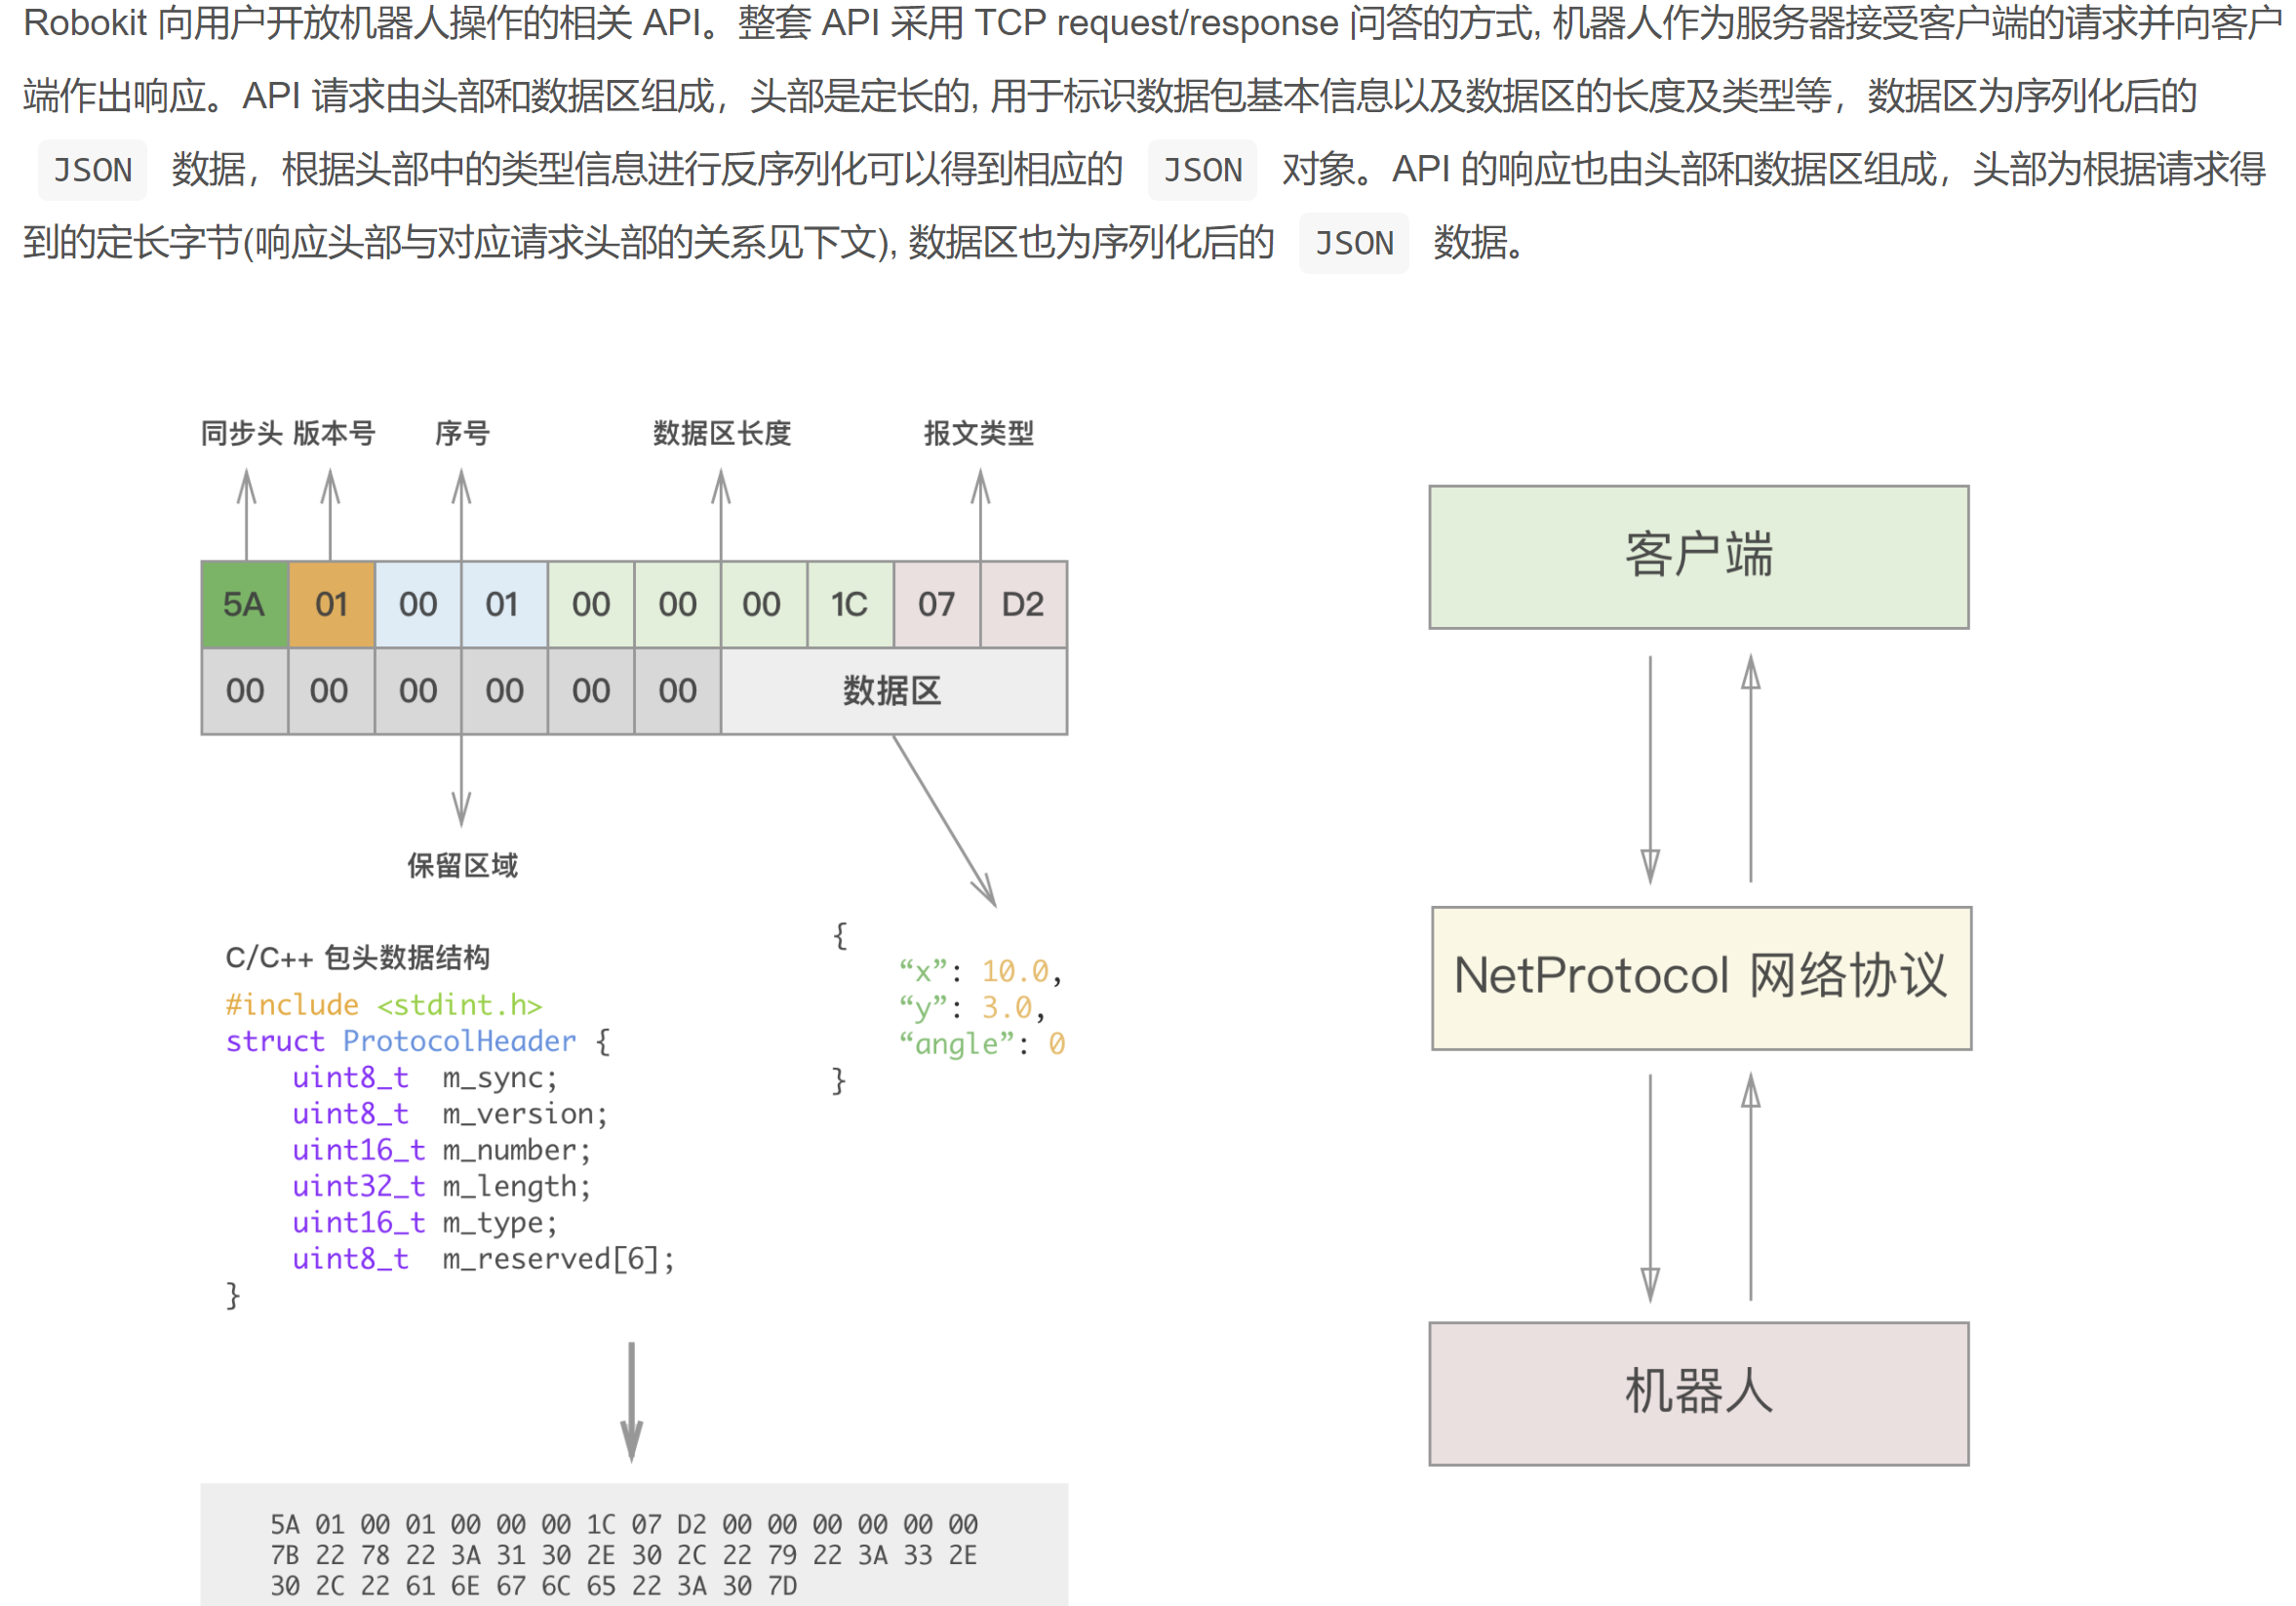 Robokit 向用户开放机器人操作的相关 API。整套 API 采用 TCP request/response 问答的方式, 机器人作为服务器接受客户端的请求并向客户
端作出响应。API 请求由头部和数据区组成，头部是定长的, 用于标识数据包基本信息以及数据区的长度及类型等，数据区为序列化后的
JSON 数据，根据头部中的类型信息进行反序列化可以得到相应的 JSON 对象。API 的响应也由头部和数据区组成，头部为根据请求得
到的定长字节(响应头部与对应请求头部的关系见下文), 数据区也为序列化后的 JSON 数据。
同步头 版本号 序号 数据区长度 报文类型
5A 01 00 01 00 00 00 1C 07 D2
00 00 00 00 00 00 数据区
保留区域
C/C++ 包头数据结构
#include <stdint.h>
struct ProtocolHeader {
uint8_t m_sync;
uint8_t m_version;
uint16_t m_number;
uint32_t m_length;
uint16_t m_type;
uint8_t m_reserved[6];
}
{
“x”: 10.0,
“y”: 3.0,
“angle”: 0
}
5A 01 00 01 00 00 00 1C 07 D2 00 00 00 00 00 00
7B 22 78 22 3A 31 30 2E 30 2C 22 79 22 3A 33 2E
30 2C 22 61 6E 67 6C 65 22 3A 30 7D
客户端
NetProtocol 网络协议
机器人